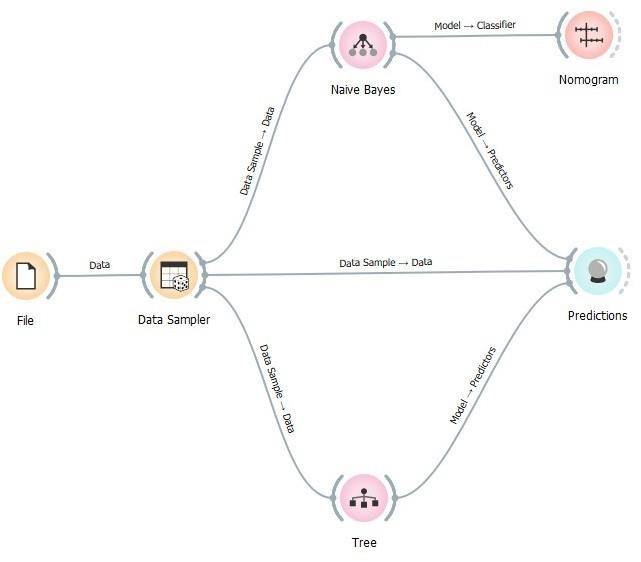 Model → Classifier
Naive Bayes
Nomogram
Data Sample → Data
Model → Predictors
Data
Data Sample → Data
File
Data Sampler
Predictions
Data Sample → Data
Model → Predictors
Tree